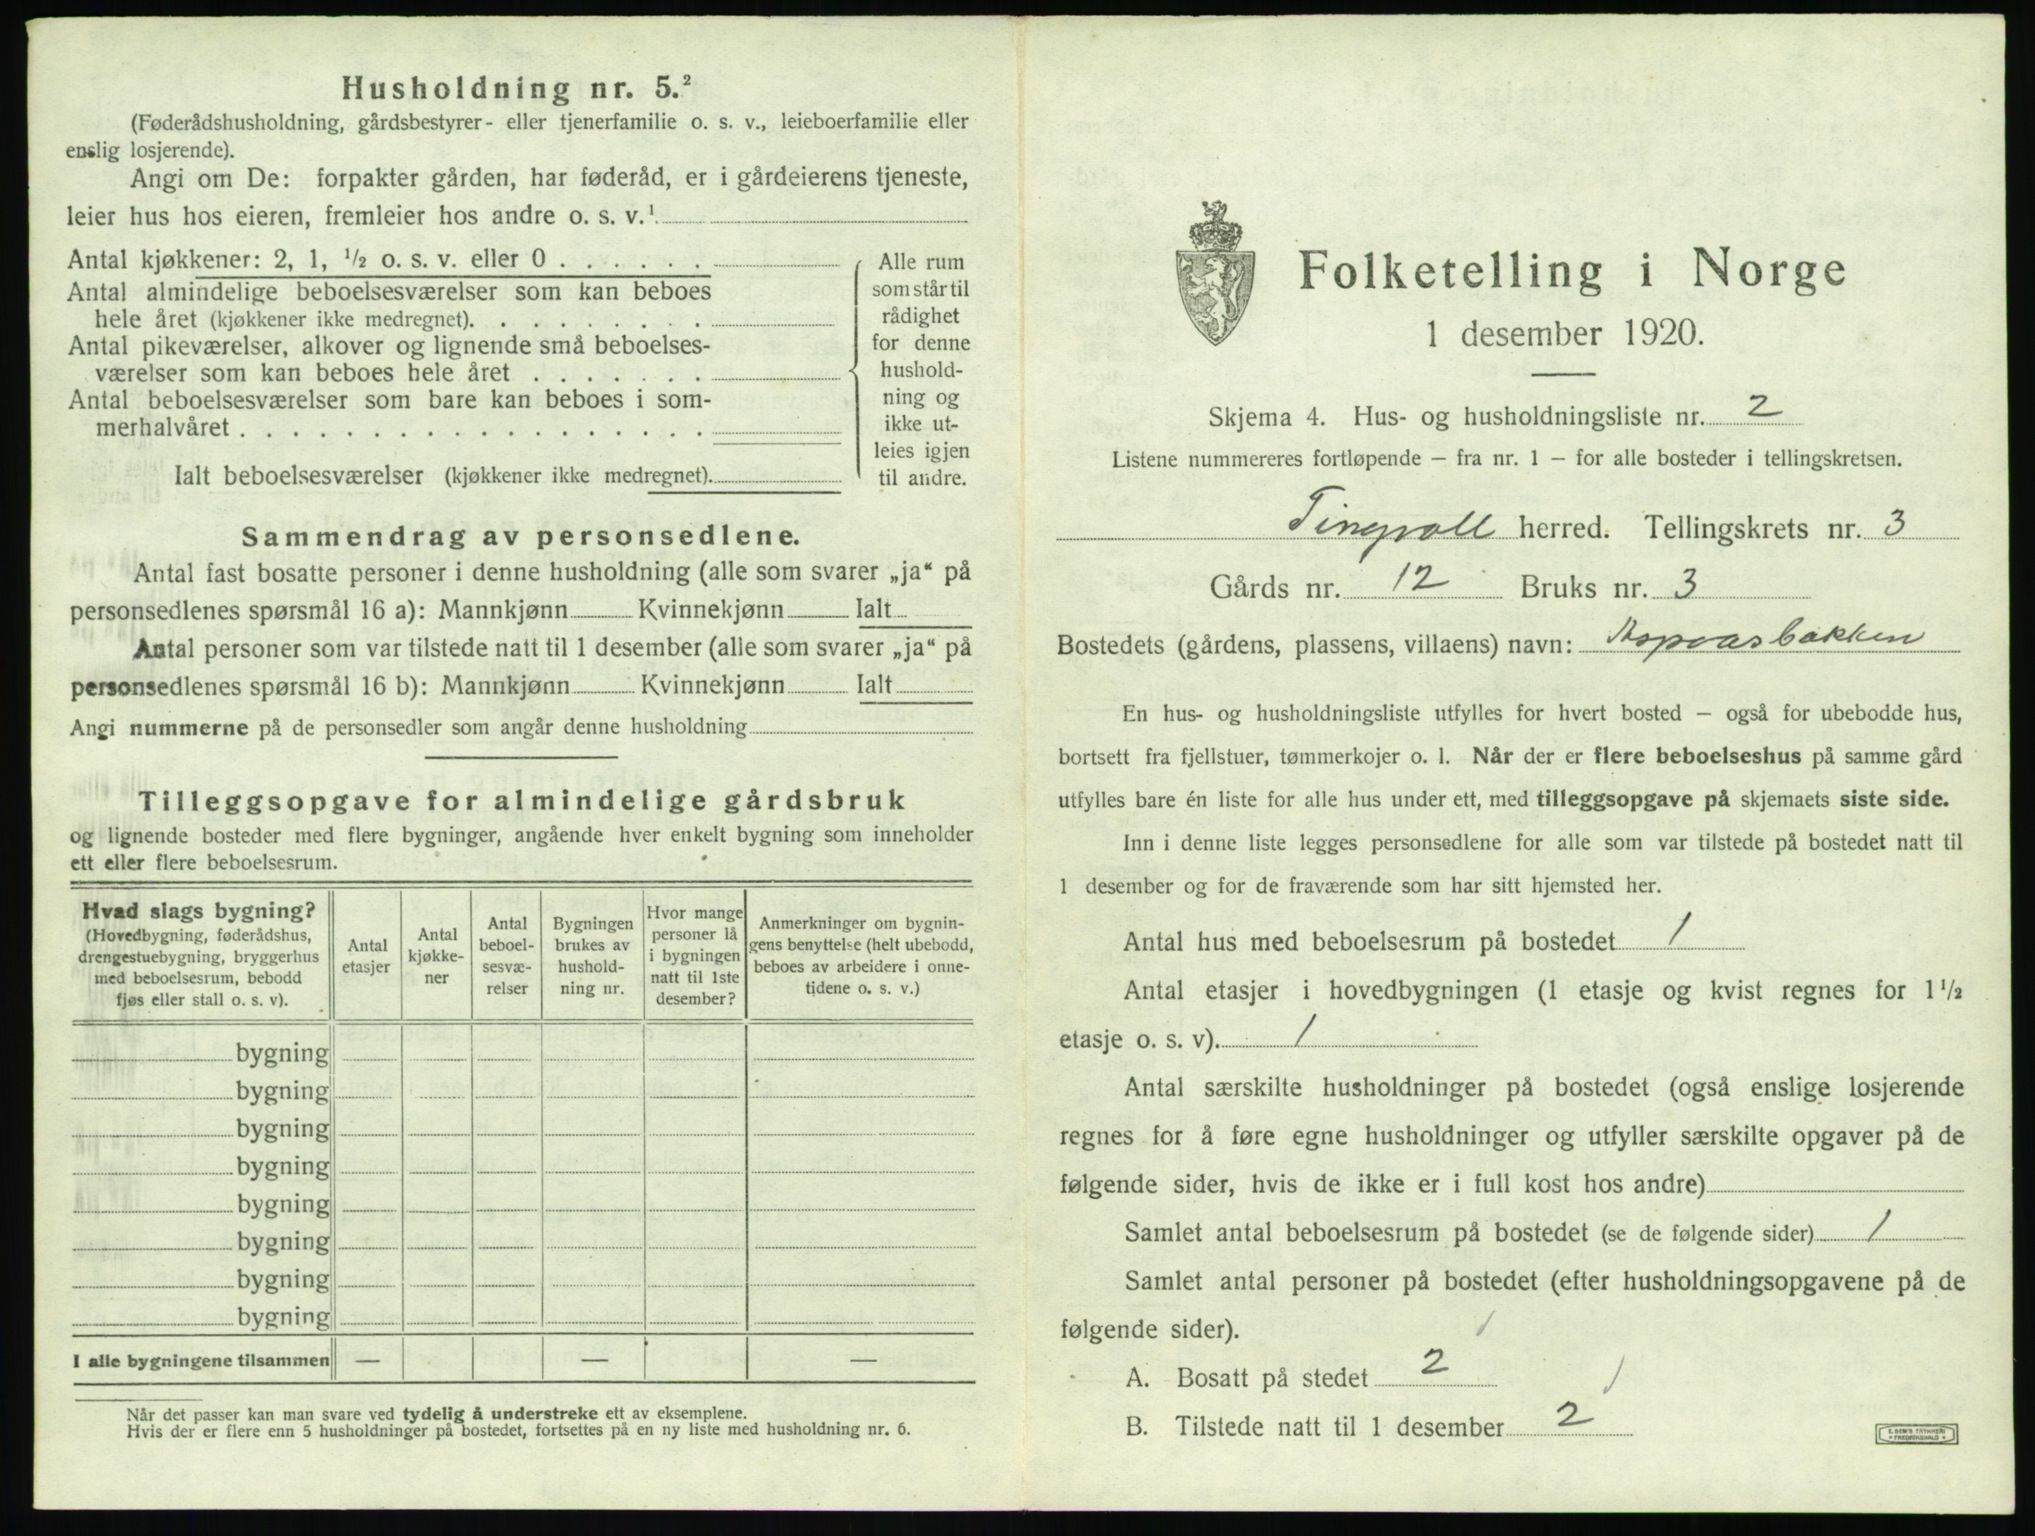 Husholdning nr. 5.²
(Føderådshusholdning, gårdsbestyrer- eller tjenerfamilie o. s. v., leieboerfamilie eller
enslig losjerende).
Angi om De: forpakter gården, har føderåd, er i gårdeierens tjeneste,
leier hus hos eieren, fremleier hos andre o. s. v.¹
Antal kjøkkener: 2, 1, ½ o. s. v. eller 0 . . . . . .
Antal almindelige beboelsesværelser som kan beboes
hele året (kjøkkener ikke medregnet). . . . . . . . .
Antal pikeværelser, alkover og lignende små beboelses-
værelser som kan beboes hele året . . . . . . .
Antal beboelsesværelser som bare kan beboes i som-
merhalvåret . . . . . . . . . . . . . . . . . .
Ialt beboelsesværelser (kjøkkener ikke medregnet).
Alle rum
som står til
rådighet
for denne
hushold-
ning og
ikke ut-
leies igjen
til andre.
Sammendrag av personsedlene.
Antal fast bosatte personer i denne husholdning (alle som svarer „ja“ på
personsedlenes spørsmål 16 a): Mannkjønn Kvinnekjønn Ialt
Antal personer som var tilstede natt til 1 desember (alle som svarer „ja“ på
personsedlenes spørsmål 16 b): Mannkjønn Kvinnekjønn Ialt
Angi nummerne på de personsedler som angår denne husholdning
Tilleggsopgave for almindelige gårdsbruk
og lignende bosteder med flere bygninger, angående hver enkelt bygning som inneholder
ett eller flere beboelsesrum.
Hvad slags bygning?
(Hovedbygning, føderådshus,
drengestuebygning, bryggerhus
med beboelsesrum, bebodd
fjøs eller stall o. s. v).
Antal
etasjer
Antal
kjøkke-
ner
Antal
beboel-
sesvæ-
relser
Bygningen
brukes av
hushold-
ning nr.
Hvor mange
personer lå
i bygningen
natt til 1ste
desember?
Anmerkninger om bygnin-
gens benyttelse (helt ubebodd,
beboes av arbeidere i onne-
tidene o. s. v.)
bygning
bygning
bygning
bygning
bygning
bygning
bygning
bygning
I alle bygningene tilsammen — — —
Når det passer kan man svare ved tydelig å understreke ett av eksemplene.
Hvis der er flere enn 5 husholdninger på bostedet, fortsettes på en ny liste med husholdning nr. 6.
Folketelling i Norge
1 desember 1920.
Skjema 4. Hus- og husholdningsliste nr. 2
Listene nummereres fortløpende – fra nr. 1 – for alle bosteder i tellingskretsen.
Tingvoll herred. Tellingskrets nr. 3
Gårds nr. 12 Bruks nr. 3
Bostedets (gårdens, plassens, villaens) navn: Aspaasbakken
En hus- og husholdningsliste utfylles for hvert bosted – også for ubebodde hus,
bortsett fra fjellstuer, tømmerkojer o. l. Når der er flere beboelseshus på samme gård
utfylles bare én liste for alle hus under ett, med tilleggsopgave på skjemaets siste side.
Inn i denne liste legges personsedlene for alle som var tilstede på bostedet natt til
1 desember og for de fraværende som har sitt hjemsted her.
Antal hus med beboelsesrum på bostedet 1
Antal etasjer i hovedbygningen (1 etasje og kvist regnes for 1½
etasje o. s. v). 1
Antal særskilte husholdninger på bostedet (også enslige losjerende
regnes for å føre egne husholdninger og utfyller særskilte opgaver på de
følgende sider, hvis de ikke er i full kost hos andre)
Samlet antal beboelsesrum på bostedet (se de følgende sider) 1
Samlet antal personer på bostedet (efter husholdningsopgavene på de
følgende sider).
A. Bosatt på stedet 2
B. Tilstede natt til 1 desember 2